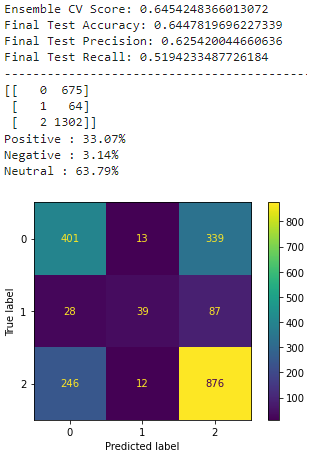 Ensemble CV Score: 0.6454248366013072
Final Test Accuracy: 0.6447819696227339
Final Test Precision: 0.625420044660636
Final Test Recall: 0.5194233487726184
----------------------------------------
[[   0  675]
 [   1   64]
 [   2 1302]]
Positive : 33.07%
Negative : 3.14%
Neutral : 63.79%
800
700
600
500
400
300
200
100
0 401 13 339
1 28 39 87
2 246 12 876
True label
0 1 2
Predicted label